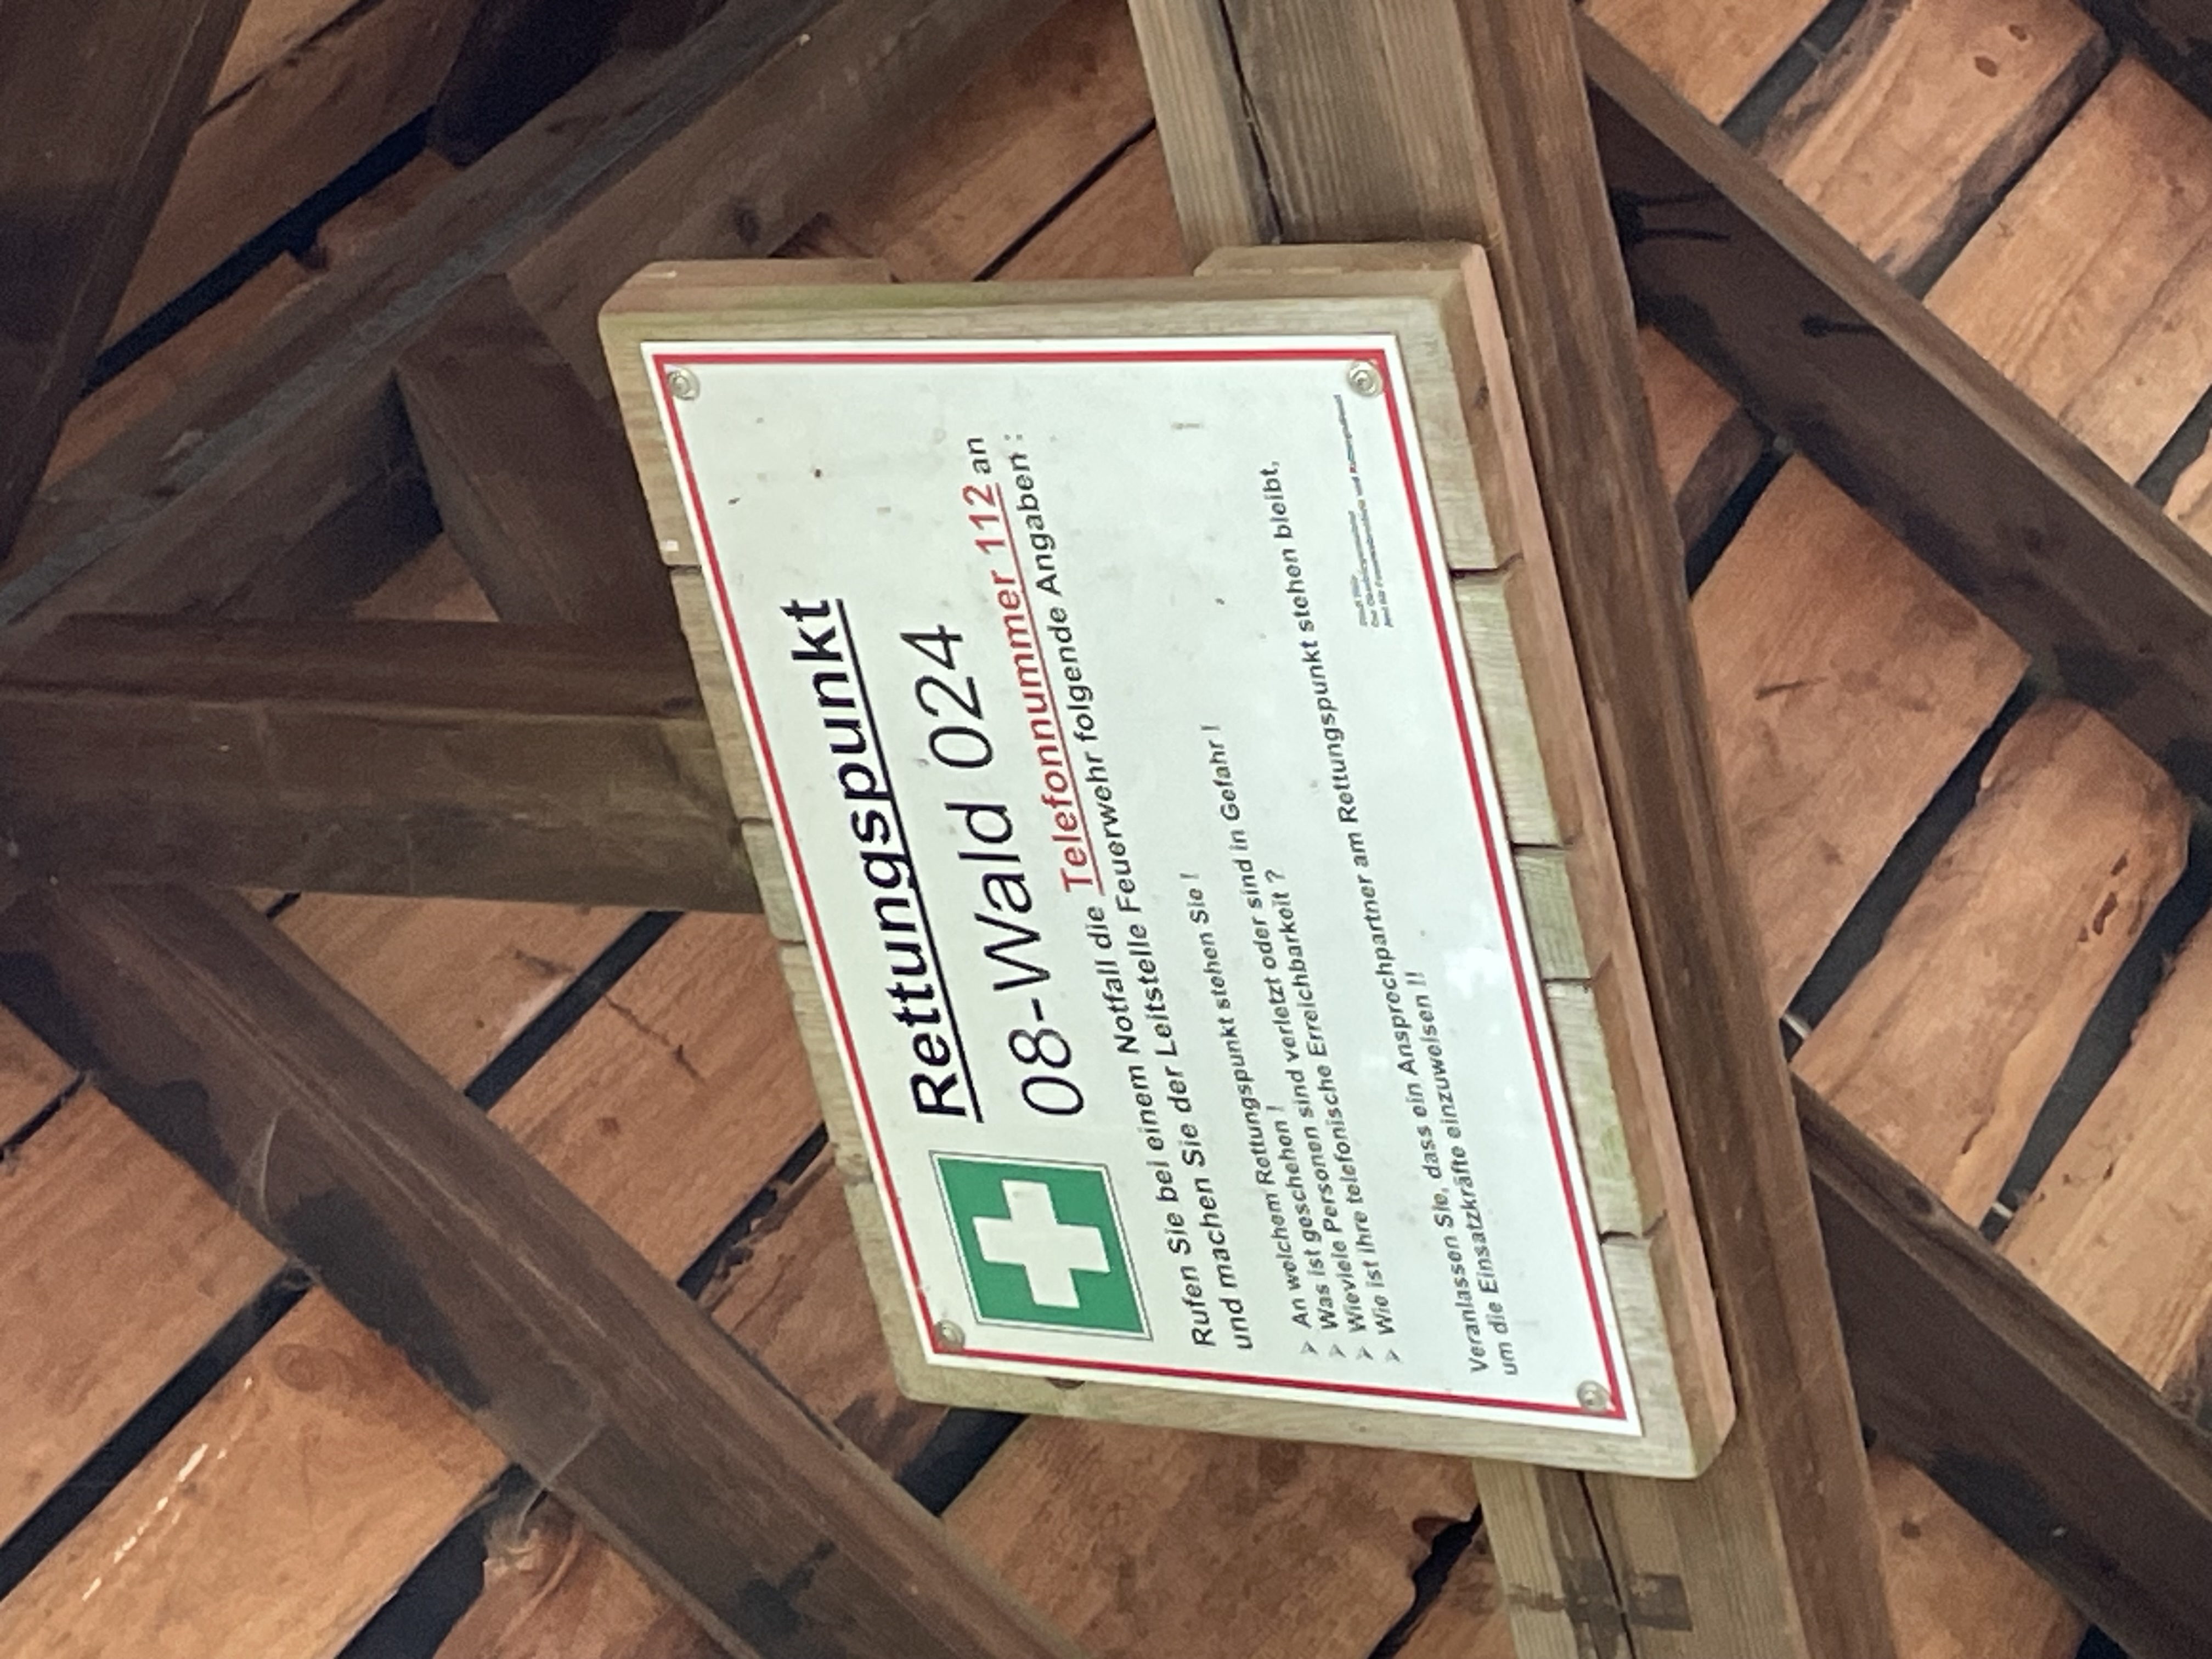 Rettungspunkt
08-Wald 024
Rufen Sie bei einem Notfall die Telefonnummer 112 an
und machen Sie der Leitstelle Feuerwehr folgende Angaben :
➢ An welchem Rettungspunkt stehen Sie !
➢ Was ist geschehen !
➢ Wieviele Personen sind verletzt oder sind in Gefahr !
➢ Wie ist ihre telefonische Erreichbarkeit ?
Veranlassen Sie, dass ein Ansprechpartner am Rettungspunkt stehen bleibt,
um die Einsatzkräfte einzuweisen !!